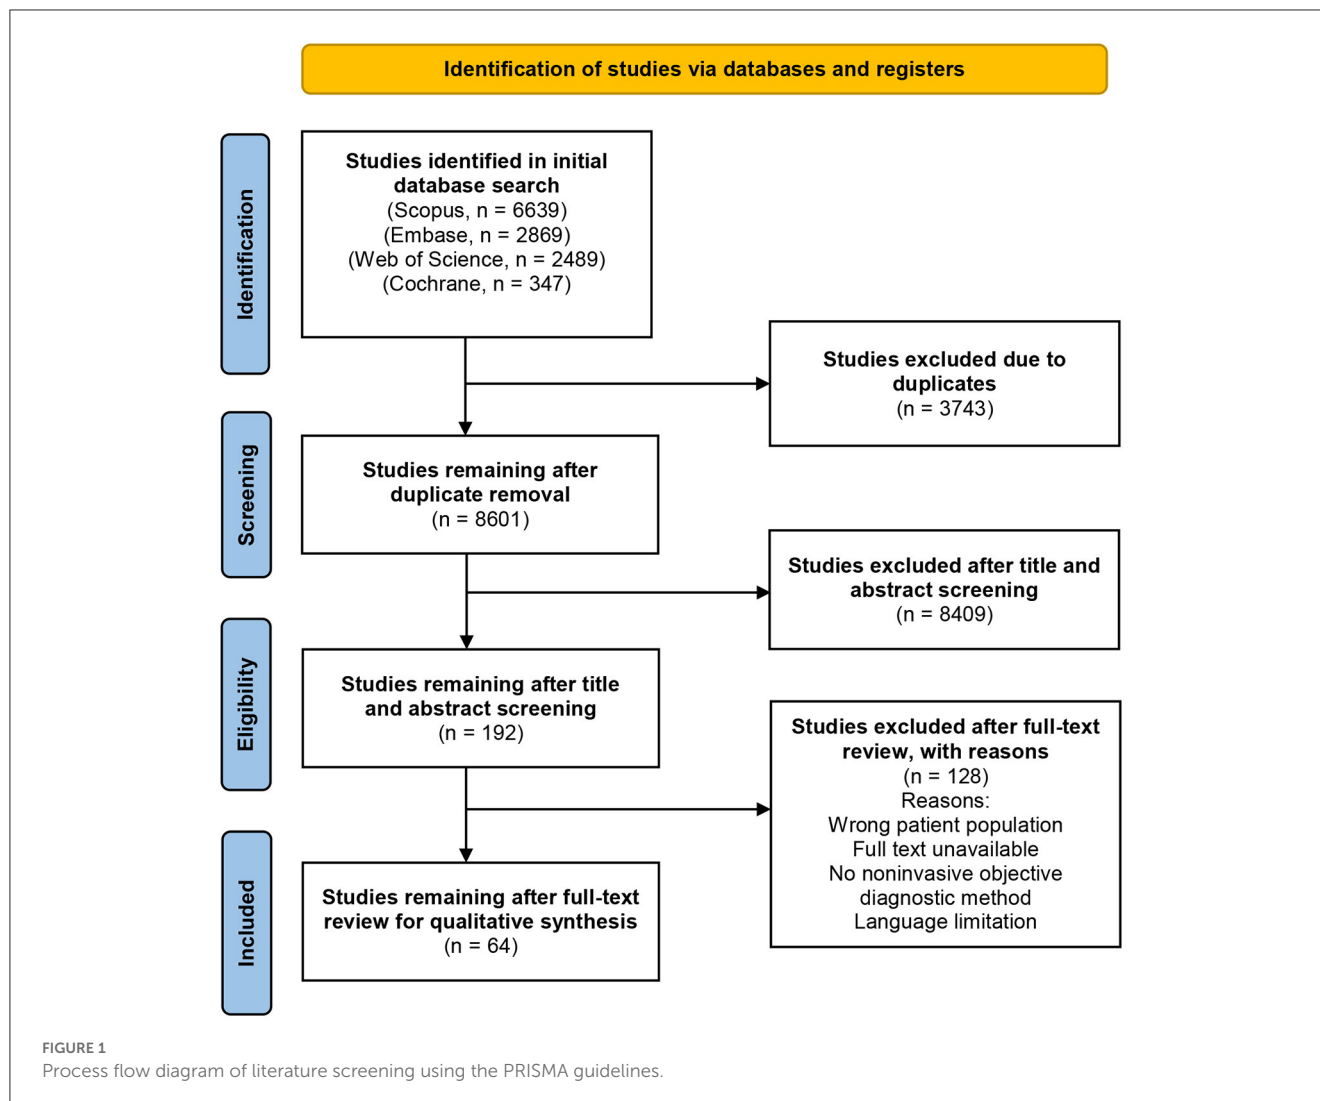 Identification of studies via databases and registers
Identification
Studies identified in initial
database search
(Scopus, n = 6639)
(Embase, n = 2869)
(Web of Science, n = 2489)
(Cochrane, n = 347)
Studies excluded due to
duplicates
(n = 3743)
Screening
Studies remaining after
duplicate removal
(n = 8601)
Studies excluded after title and
abstract screening
(n = 8409)
Eligibility
Studies remaining after title
and abstract screening
(n = 192)
Studies excluded after full-text
review, with reasons
(n = 128)
Reasons:
Wrong patient population
Full text unavailable
No noninvasive objective
diagnostic method
Language limitation
Included
Studies remaining after full-text
review for qualitative synthesis
(n = 64)
FIGURE 1
Process flow diagram of literature screening using the PRISMA guidelines.